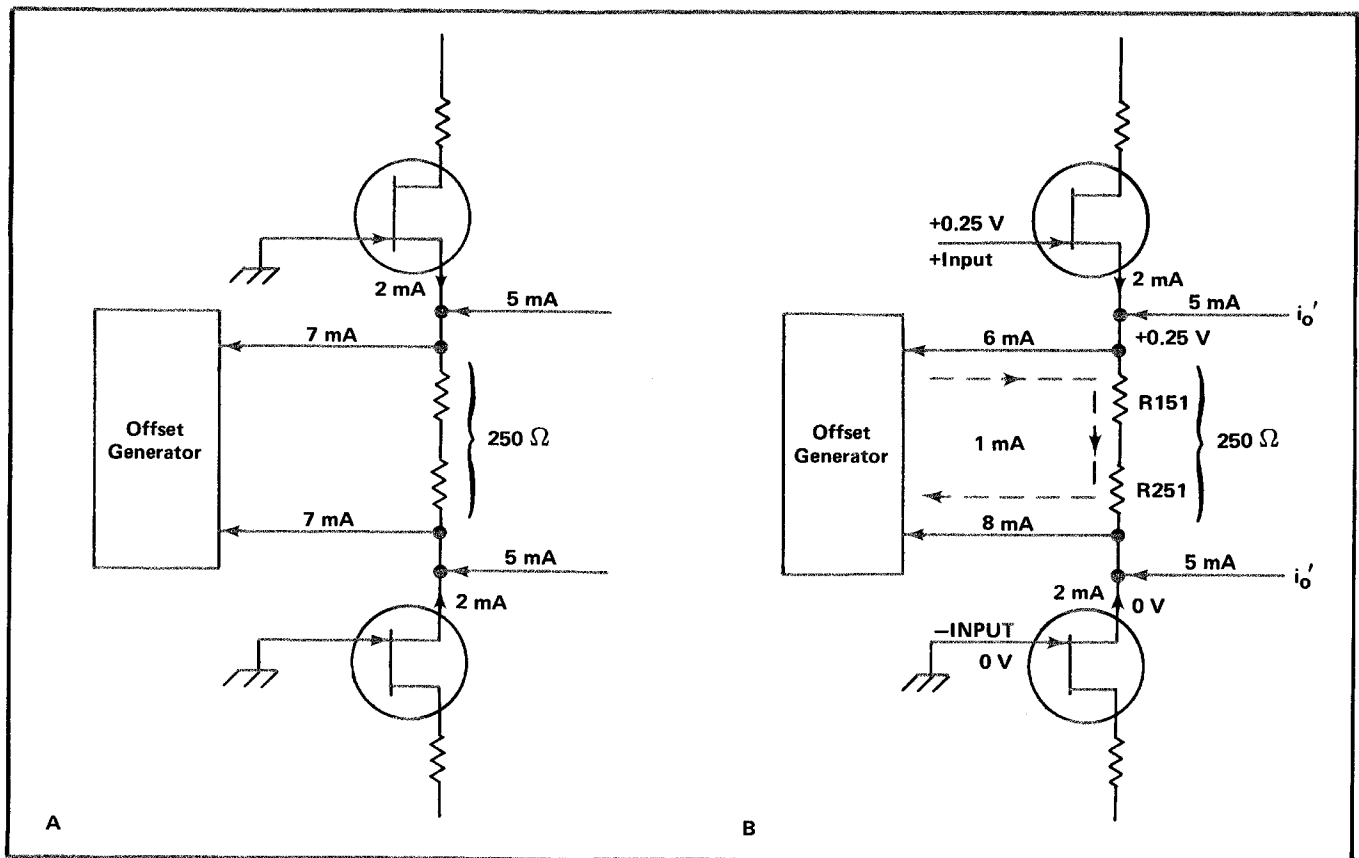 2 mA
5 mA
7 mA
Offset
Generator
250 Ω
7 mA
5 mA
2 mA
A
+0.25 V
+Input
2 mA
5 mA
io'
+0.25 V
6 mA
R151
Offset
Generator
1 mA
250 Ω
R251
8 mA
5 mA
io'
2 mA
0 V
–INPUT
0 V
B